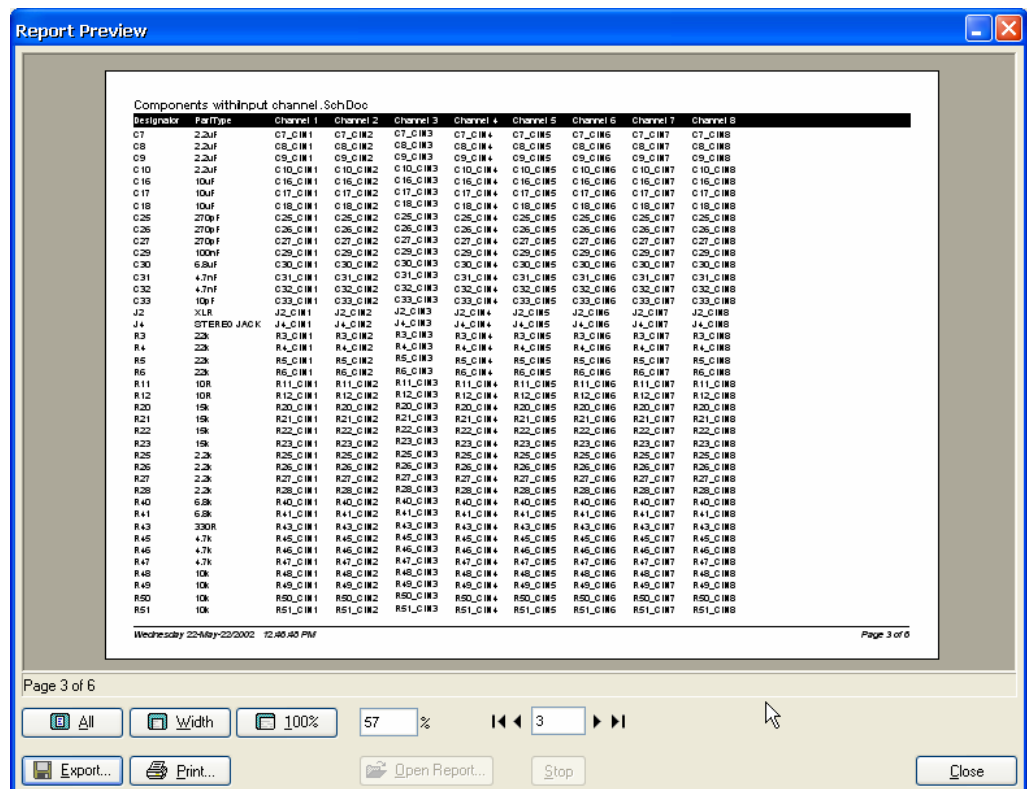 Report Preview
Components withInput channel.SchDoc
Designator PartType Channel 1 Channel 2 Channel 3 Channel 4 Channel 5 Channel 6 Channel 7 Channel 8
C7 2.2uF C7_CIN1 C7_CIN2 C7_CIN3 C7_CIN4 C7_CIN5 C7_CIN6 C7_CIN7 C7_CIN8
C8 2.2uF C8_CIN1 C8_CIN2 C8_CIN3 C8_CIN4 C8_CIN5 C8_CIN6 C8_CIN7 C8_CIN8
C9 2.2uF C9_CIN1 C9_CIN2 C9_CIN3 C9_CIN4 C9_CIN5 C9_CIN6 C9_CIN7 C9_CIN8
C10 2.2uF C10_CIN1 C10_CIN2 C10_CIN3 C10_CIN4 C10_CIN5 C10_CIN6 C10_CIN7 C10_CIN8
C16 10uF C16_CIN1 C16_CIN2 C16_CIN3 C16_CIN4 C16_CIN5 C16_CIN6 C16_CIN7 C16_CIN8
C17 10uF C17_CIN1 C17_CIN2 C17_CIN3 C17_CIN4 C17_CIN5 C17_CIN6 C17_CIN7 C17_CIN8
C18 10uF C18_CIN1 C18_CIN2 C18_CIN3 C18_CIN4 C18_CIN5 C18_CIN6 C18_CIN7 C18_CIN8
C25 270pF C25_CIN1 C25_CIN2 C25_CIN3 C25_CIN4 C25_CIN5 C25_CIN6 C25_CIN7 C25_CIN8
C26 270pF C26_CIN1 C26_CIN2 C26_CIN3 C26_CIN4 C26_CIN5 C26_CIN6 C26_CIN7 C26_CIN8
C27 270pF C27_CIN1 C27_CIN2 C27_CIN3 C27_CIN4 C27_CIN5 C27_CIN6 C27_CIN7 C27_CIN8
C29 100nF C29_CIN1 C29_CIN2 C29_CIN3 C29_CIN4 C29_CIN5 C29_CIN6 C29_CIN7 C29_CIN8
C30 6.8uF C30_CIN1 C30_CIN2 C30_CIN3 C30_CIN4 C30_CIN5 C30_CIN6 C30_CIN7 C30_CIN8
C31 4.7nF C31_CIN1 C31_CIN2 C31_CIN3 C31_CIN4 C31_CIN5 C31_CIN6 C31_CIN7 C31_CIN8
C32 4.7nF C32_CIN1 C32_CIN2 C32_CIN3 C32_CIN4 C32_CIN5 C32_CIN6 C32_CIN7 C32_CIN8
C33 10pF C33_CIN1 C33_CIN2 C33_CIN3 C33_CIN4 C33_CIN5 C33_CIN6 C33_CIN7 C33_CIN8
J2 XLR J2_CIN1 J2_CIN2 J2_CIN3 J2_CIN4 J2_CIN5 J2_CIN6 J2_CIN7 J2_CIN8
J4 STEREO JACK J4_CIN1 J4_CIN2 J4_CIN3 J4_CIN4 J4_CIN5 J4_CIN6 J4_CIN7 J4_CIN8
R3 22k R3_CIN1 R3_CIN2 R3_CIN3 R3_CIN4 R3_CIN5 R3_CIN6 R3_CIN7 R3_CIN8
R4 22k R4_CIN1 R4_CIN2 R4_CIN3 R4_CIN4 R4_CIN5 R4_CIN6 R4_CIN7 R4_CIN8
R5 22k R5_CIN1 R5_CIN2 R5_CIN3 R5_CIN4 R5_CIN5 R5_CIN6 R5_CIN7 R5_CIN8
R6 22k R6_CIN1 R6_CIN2 R6_CIN3 R6_CIN4 R6_CIN5 R6_CIN6 R6_CIN7 R6_CIN8
R11 10R R11_CIN1 R11_CIN2 R11_CIN3 R11_CIN4 R11_CIN5 R11_CIN6 R11_CIN7 R11_CIN8
R12 10R R12_CIN1 R12_CIN2 R12_CIN3 R12_CIN4 R12_CIN5 R12_CIN6 R12_CIN7 R12_CIN8
R20 15k R20_CIN1 R20_CIN2 R20_CIN3 R20_CIN4 R20_CIN5 R20_CIN6 R20_CIN7 R20_CIN8
R21 15k R21_CIN1 R21_CIN2 R21_CIN3 R21_CIN4 R21_CIN5 R21_CIN6 R21_CIN7 R21_CIN8
R22 15k R22_CIN1 R22_CIN2 R22_CIN3 R22_CIN4 R22_CIN5 R22_CIN6 R22_CIN7 R22_CIN8
R23 15k R23_CIN1 R23_CIN2 R23_CIN3 R23_CIN4 R23_CIN5 R23_CIN6 R23_CIN7 R23_CIN8
R25 2.2k R25_CIN1 R25_CIN2 R25_CIN3 R25_CIN4 R25_CIN5 R25_CIN6 R25_CIN7 R25_CIN8
R26 2.2k R26_CIN1 R26_CIN2 R26_CIN3 R26_CIN4 R26_CIN5 R26_CIN6 R26_CIN7 R26_CIN8
R27 2.2k R27_CIN1 R27_CIN2 R27_CIN3 R27_CIN4 R27_CIN5 R27_CIN6 R27_CIN7 R27_CIN8
R28 2.2k R28_CIN1 R28_CIN2 R28_CIN3 R28_CIN4 R28_CIN5 R28_CIN6 R28_CIN7 R28_CIN8
R40 6.8k R40_CIN1 R40_CIN2 R40_CIN3 R40_CIN4 R40_CIN5 R40_CIN6 R40_CIN7 R40_CIN8
R41 6.8k R41_CIN1 R41_CIN2 R41_CIN3 R41_CIN4 R41_CIN5 R41_CIN6 R41_CIN7 R41_CIN8
R43 330R R43_CIN1 R43_CIN2 R43_CIN3 R43_CIN4 R43_CIN5 R43_CIN6 R43_CIN7 R43_CIN8
R45 4.7k R45_CIN1 R45_CIN2 R45_CIN3 R45_CIN4 R45_CIN5 R45_CIN6 R45_CIN7 R45_CIN8
R46 4.7k R46_CIN1 R46_CIN2 R46_CIN3 R46_CIN4 R46_CIN5 R46_CIN6 R46_CIN7 R46_CIN8
R47 4.7k R47_CIN1 R47_CIN2 R47_CIN3 R47_CIN4 R47_CIN5 R47_CIN6 R47_CIN7 R47_CIN8
R48 10k R48_CIN1 R48_CIN2 R48_CIN3 R48_CIN4 R48_CIN5 R48_CIN6 R48_CIN7 R48_CIN8
R49 10k R49_CIN1 R49_CIN2 R49_CIN3 R49_CIN4 R49_CIN5 R49_CIN6 R49_CIN7 R49_CIN8
R50 10k R50_CIN1 R50_CIN2 R50_CIN3 R50_CIN4 R50_CIN5 R50_CIN6 R50_CIN7 R50_CIN8
R51 10k R51_CIN1 R51_CIN2 R51_CIN3 R51_CIN4 R51_CIN5 R51_CIN6 R51_CIN7 R51_CIN8
Wednesday 22-May-22/2002 12:46:46 PM Page 3 of 6
Page 3 of 6
All Width 100% 57 % 3
Export... Print... Open Report... Stop Close